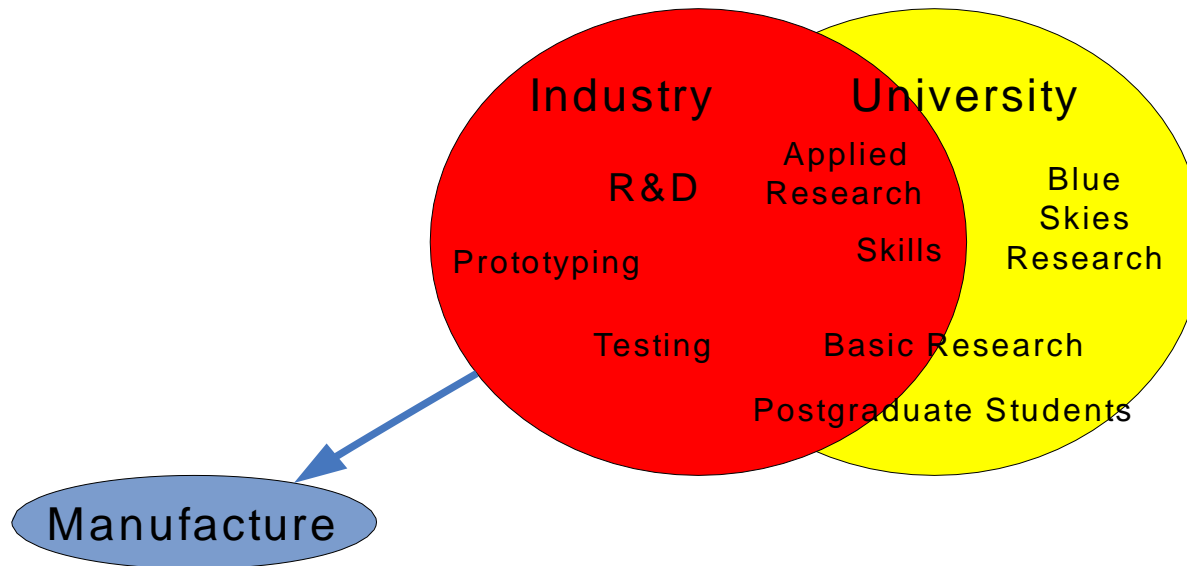 Industry
University
Applied
Research
R&D
Blue
Skies
Research
Skills
Prototyping
Testing
Basic Research
Postgraduate Students
Manufacture